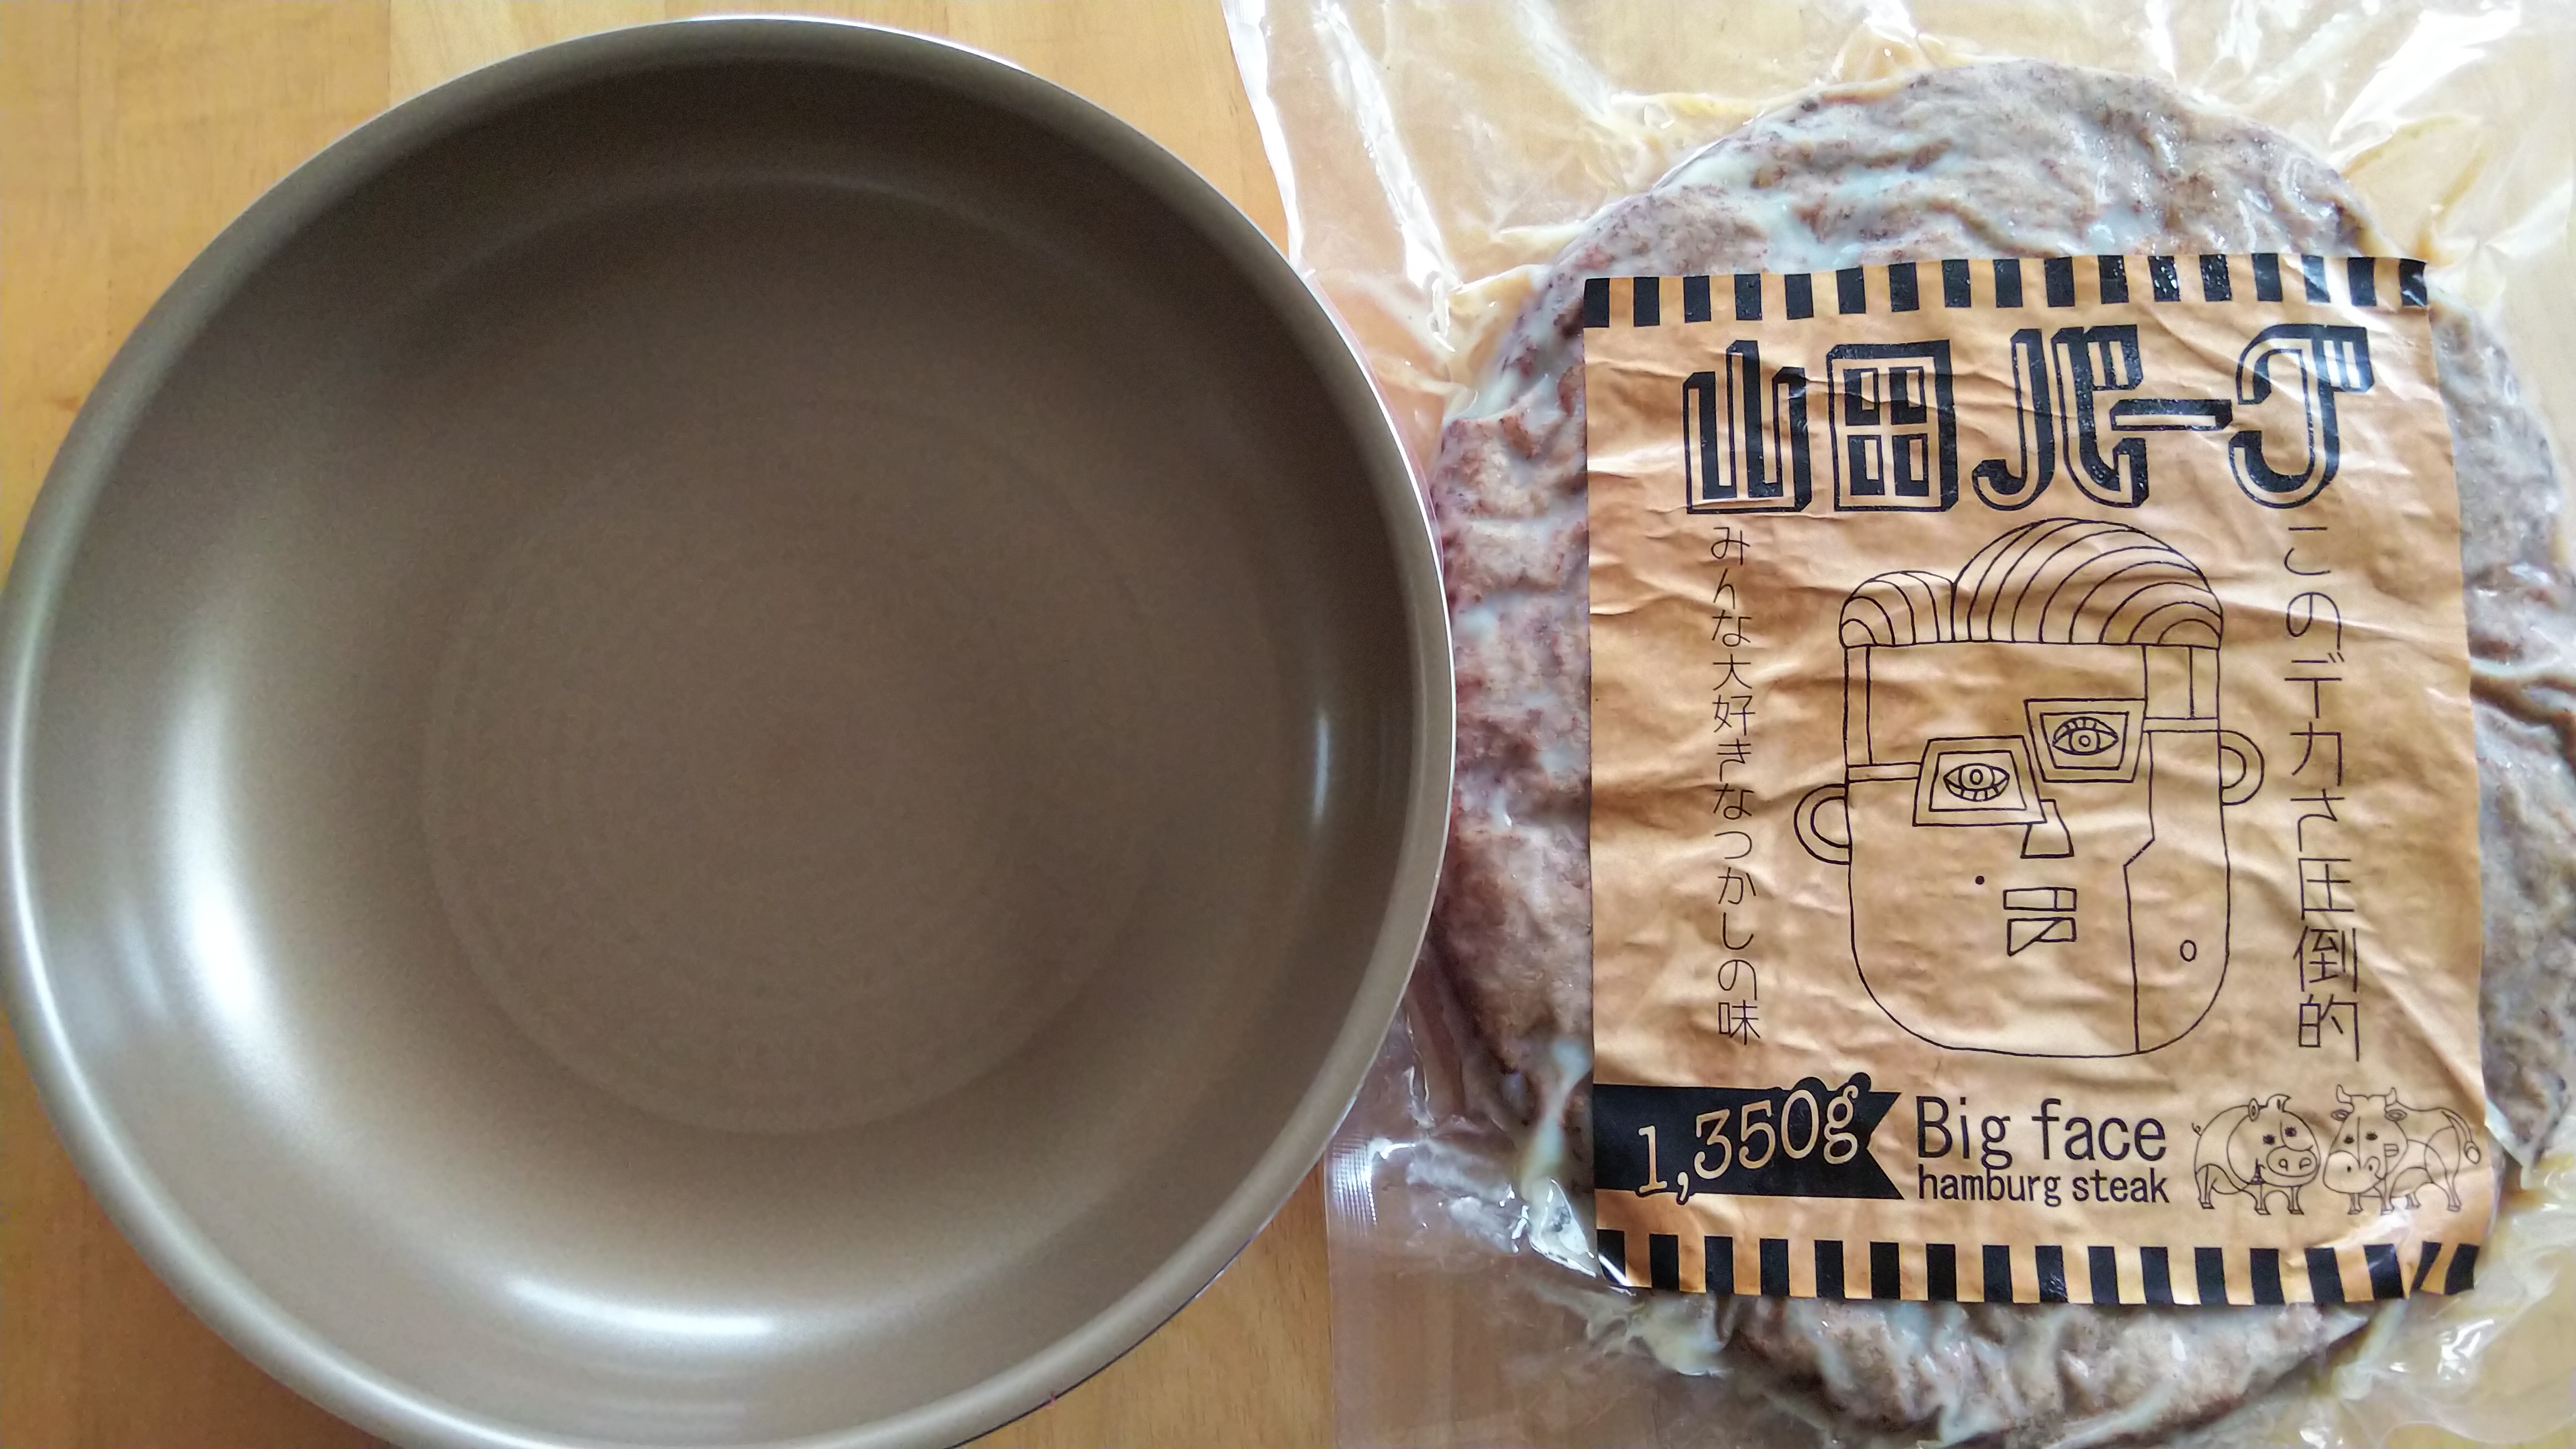 山田バーグ
このデカさ圧倒的
みんな大好きなつかしの味
1,350g
Big face
hamburg steak